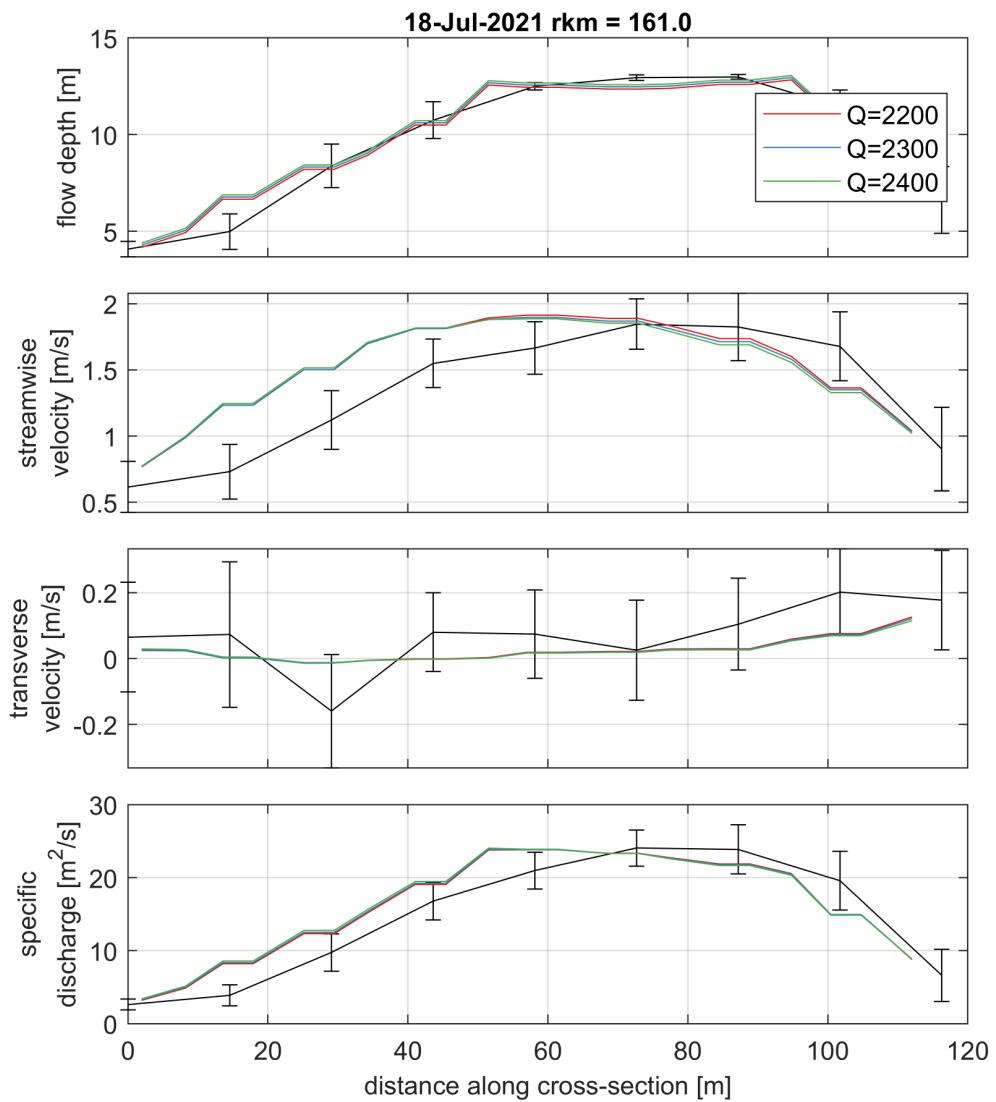 18-Jul-2021 rkm = 161.0
15
10
5
flow depth [m]
Q=2200
Q=2300
Q=2400
2
1.5
1
0.5
streamwise
velocity [m/s]
0.2
0
-0.2
transverse
velocity [m/s]
30
20
10
0
specific
discharge [m²/s]
0 20 40 60 80 100 120
distance along cross-section [m]